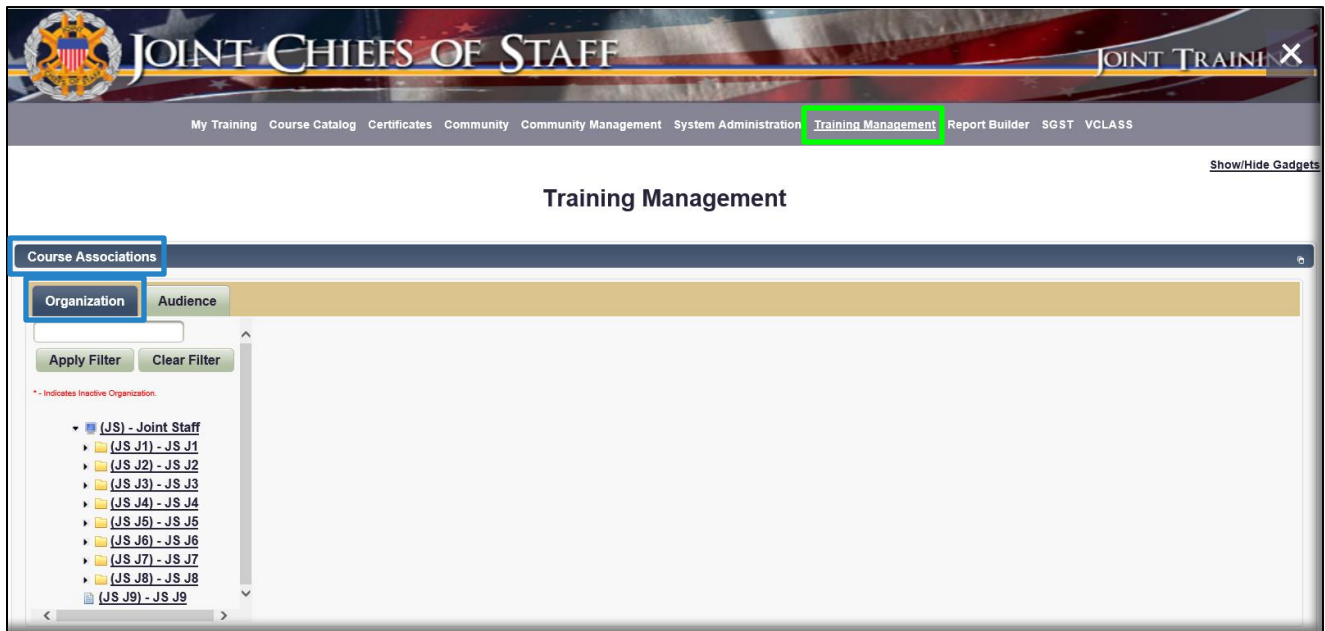 JOINT CHIEFS OF STAFF
JOINT TRAININ
My Training Course Catalog Certificates Community Community Management System Administration Training Management Report Builder SGST VCLASS
Show/Hide Gadgets
Training Management
Course Associations
Organization Audience
Apply Filter Clear Filter
* - Indicates Inactive Organization.
(JS) - Joint Staff
(JS J1) - JS J1
(JS J2) - JS J2
(JS J3) - JS J3
(JS J4) - JS J4
(JS J5) - JS J5
(JS J6) - JS J6
(JS J7) - JS J7
(JS J8) - JS J8
(JS J9) - JS J9